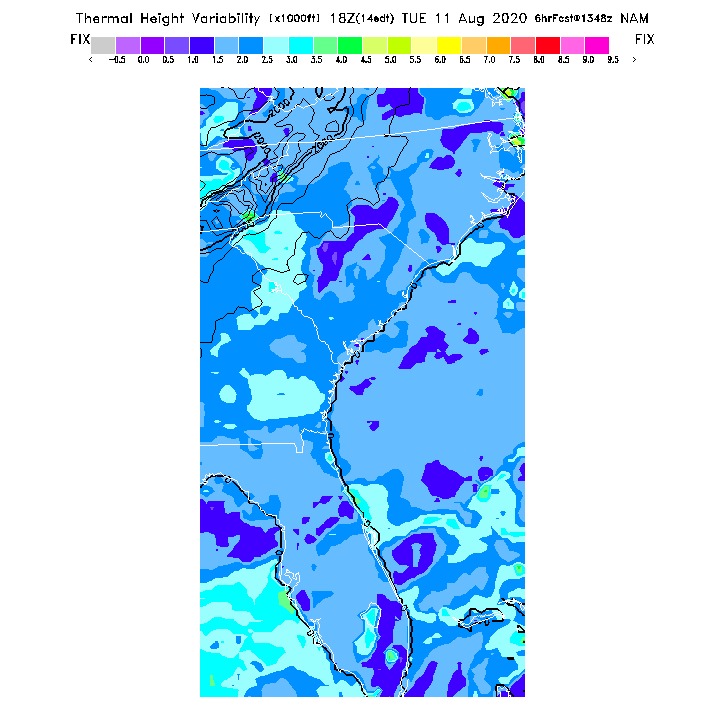 Thermal Height Variability [x1000ft] 18Z(14edt) TUE 11 Aug 2020 6hrFcst@1348z NAM
FIX FIX
< -0.5 0.0 0.5 1.0 1.5 2.0 2.5 3.0 3.5 4.0 4.5 5.0 5.5 6.0 6.5 7.0 7.5 8.0 8.5 9.0 9.5 >
2000